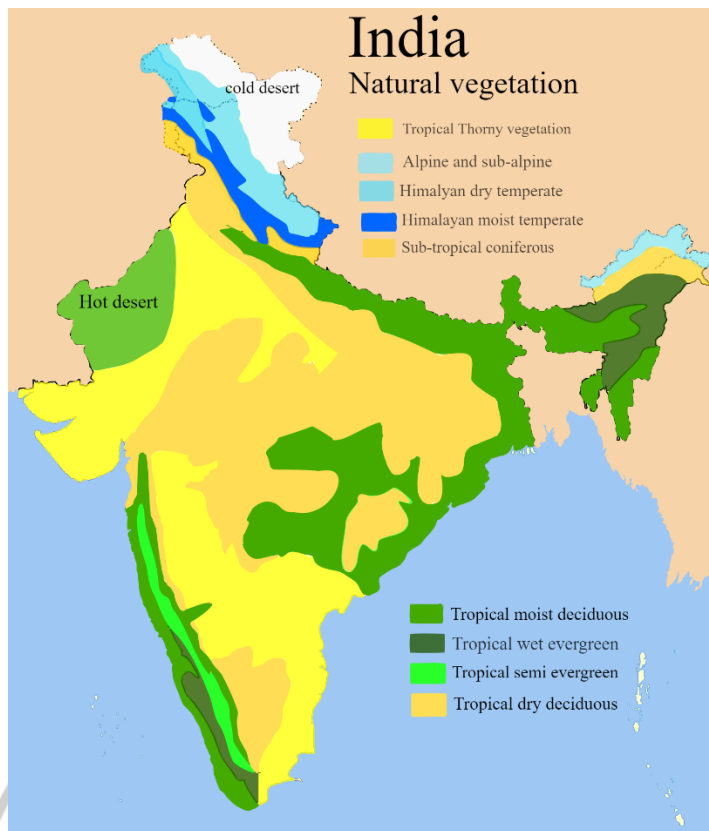 India
Natural vegetation
cold desert
Tropical Thorny vegetation
Alpine and sub-alpine
Himalyan dry temperate
Himalayan moist temperate
Sub-tropical coniferous
Hot desert
Tropical moist deciduous
Tropical wet evergreen
Tropical semi evergreen
Tropical dry deciduous